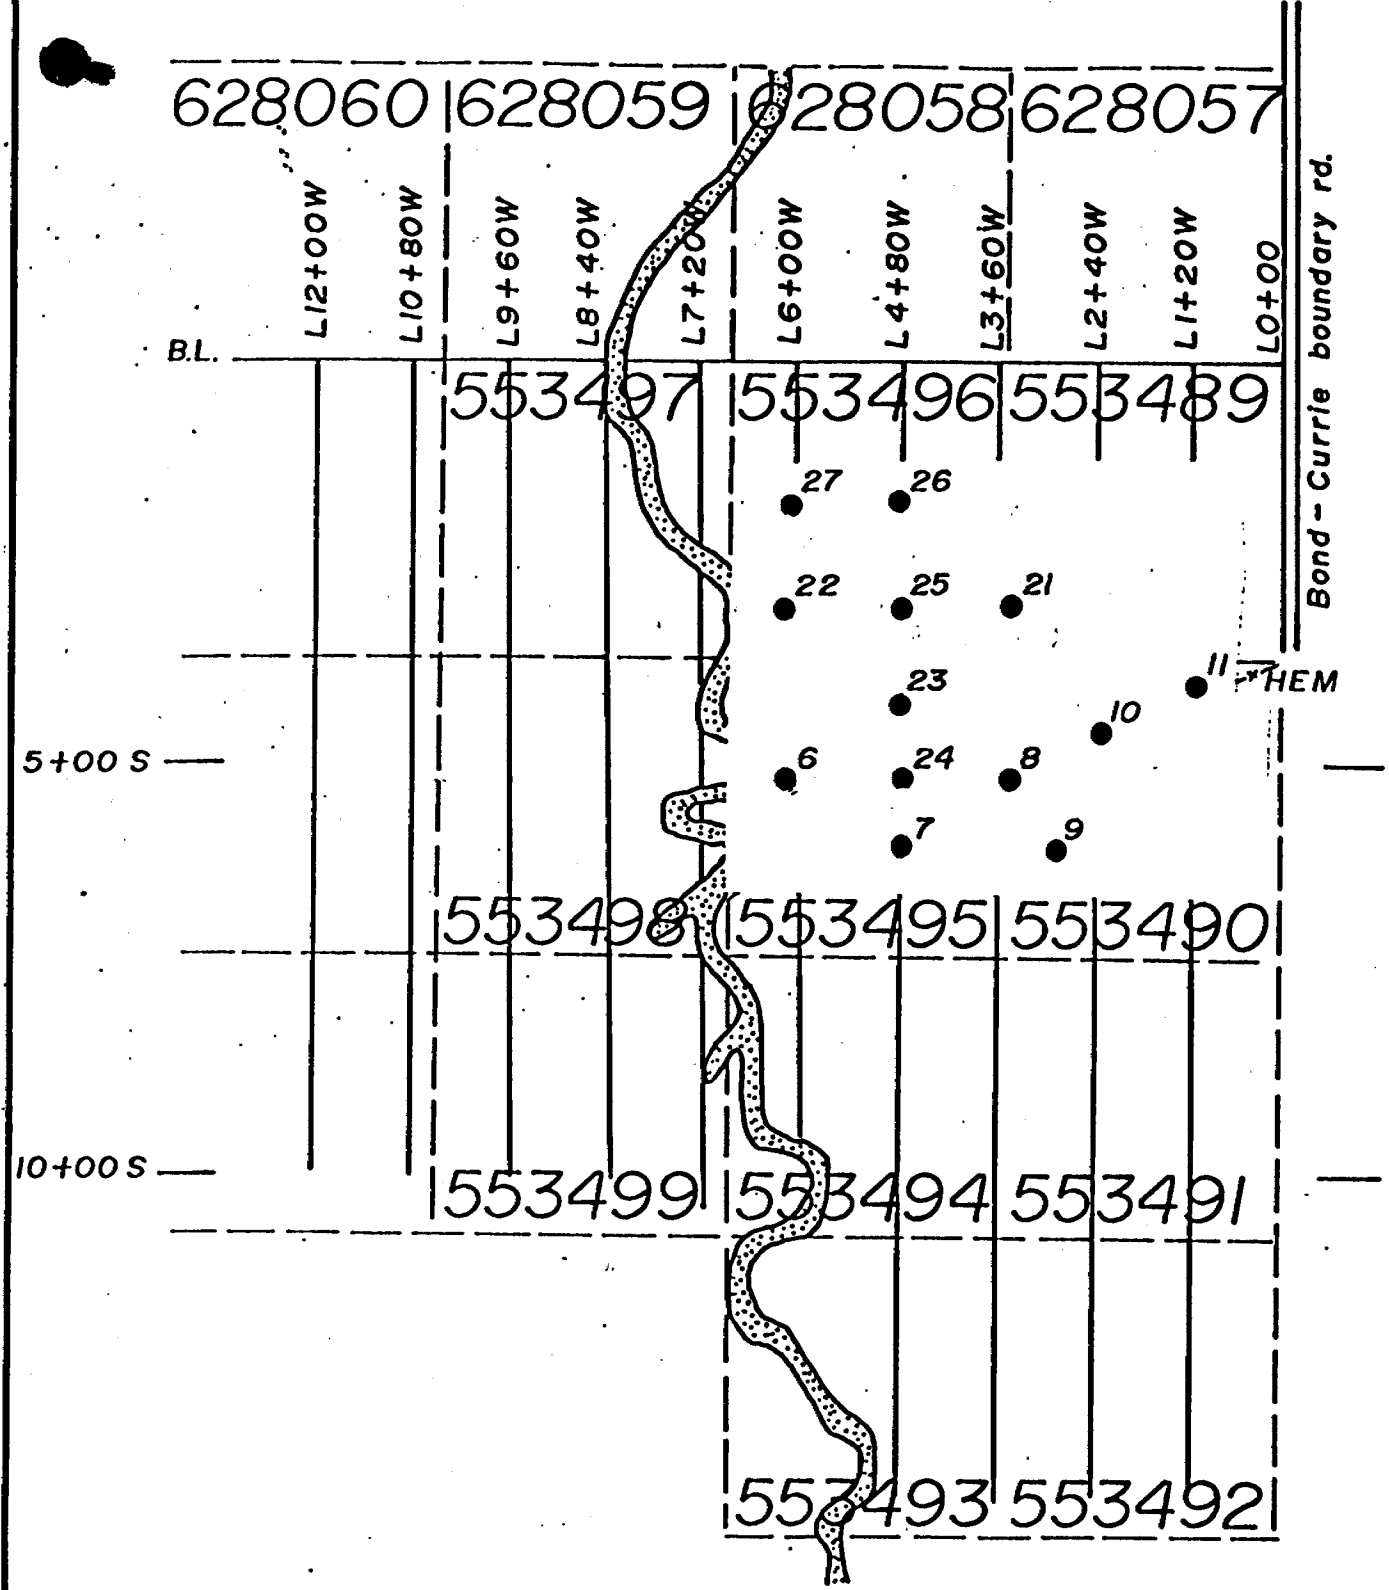 628060 628059 628058 628057
L12+00W L10+80W L9+60W L8+40W L7+20W L6+00W L4+80W L3+60W L2+40W L1+20W L0+00
Bond - Currie boundary rd.
B.L.
553497 553496 553489
27 26
22 25 21
11 HEM
23
10
5+00 S
6 24 8
7 9
553498 553495 553490
10+00 S
553499 553494 553491
553493 553492